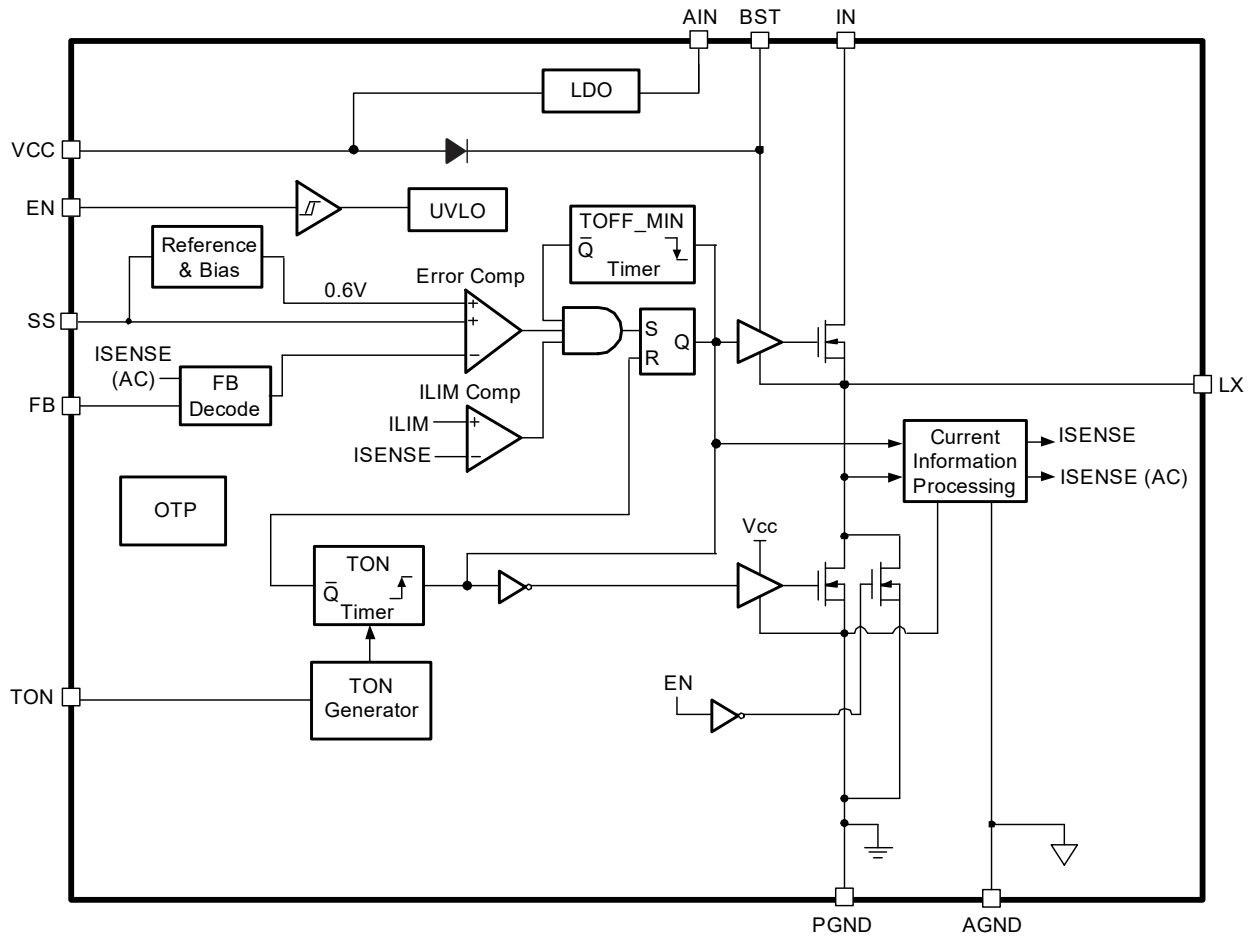 AIN
BST
IN
LDO
VCC
EN
UVLO
TOFF_MIN
Q̅
Timer
Reference
& Bias
Error Comp
0.6V
+
+
−
SS
S
R
Q
ISENSE
(AC)
FB
Decode
FB
ILIM Comp
ILIM
+
ISENSE
−
LX
Current
Information
Processing
ISENSE
ISENSE (AC)
OTP
Vcc
TON
Q̅
Timer
TON
TON
Generator
EN
PGND
AGND